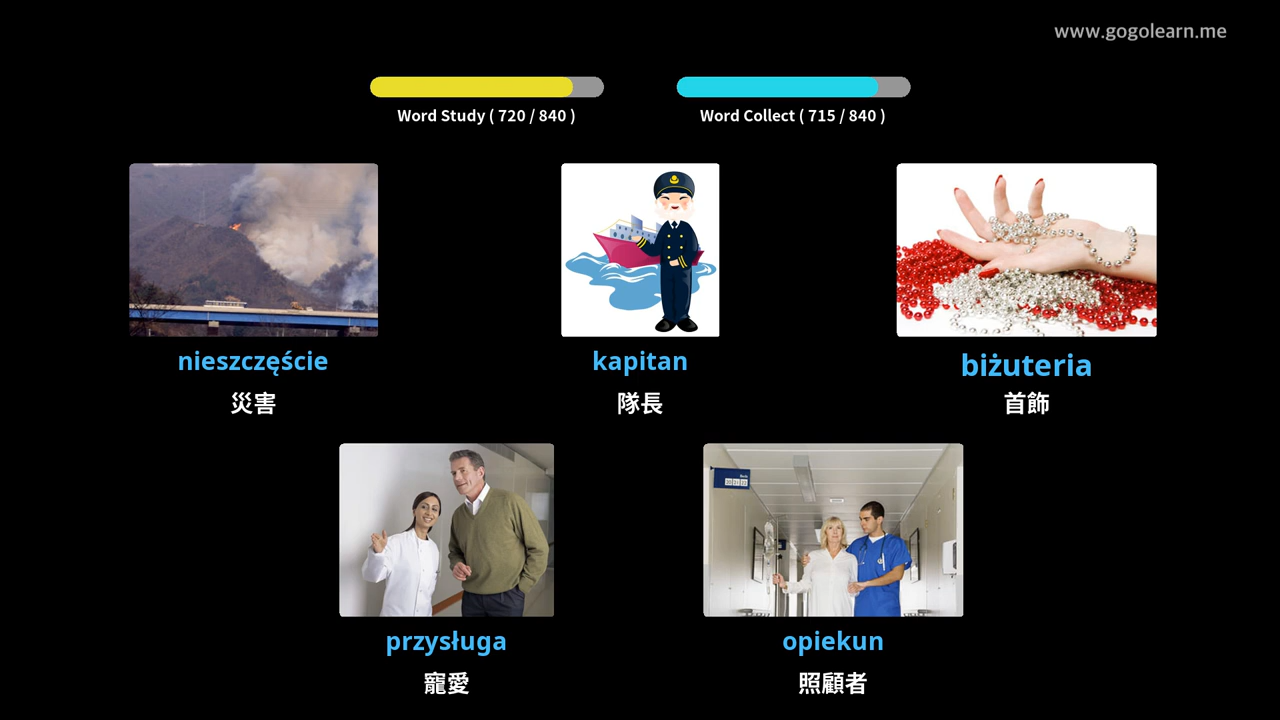 www.gogolearn.me
Word Study ( 720 / 840 )
Word Collect ( 715 / 840 )
nieszczęście
災害
kapitan
隊長
biżuteria
首飾
przysługa
寵愛
opiekun
照顧者